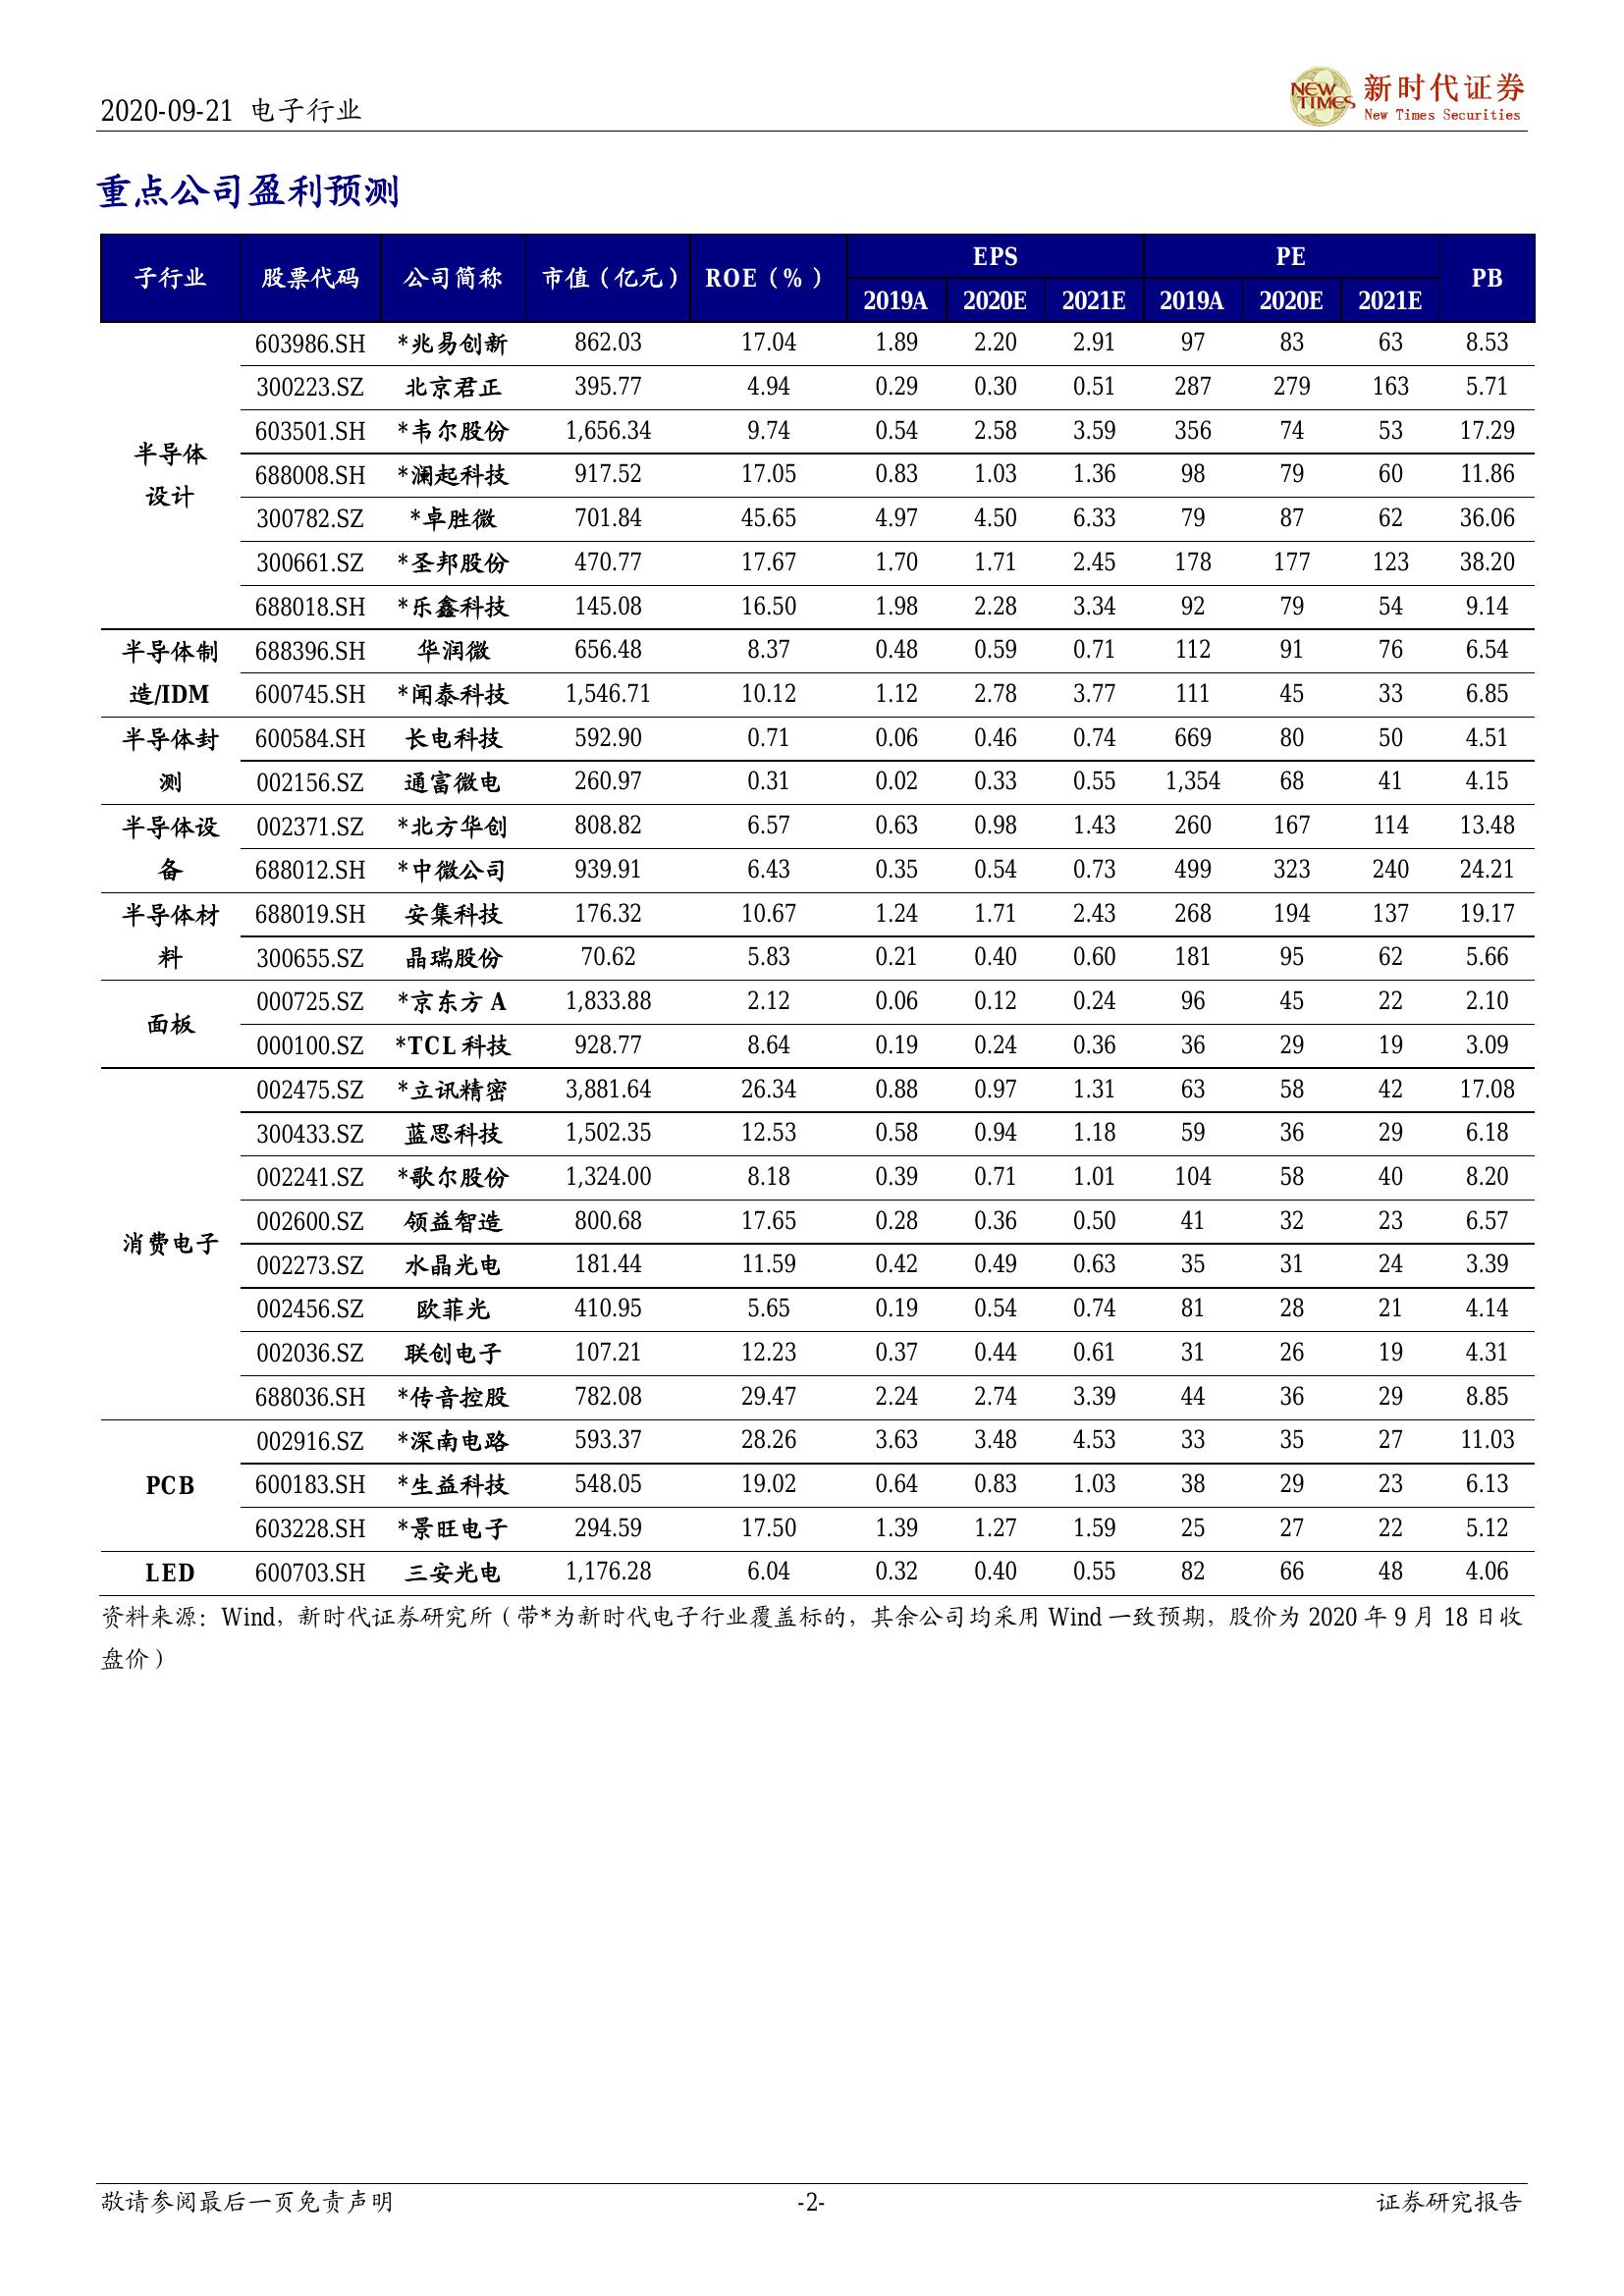 2020-09-21 电子行业
NEW TIMES 新时代证券
New Times Securities
重点公司盈利预测
子行业 股票代码 公司简称 市值（亿元） ROE（%） EPS PE PB
2019A 2020E 2021E 2019A 2020E 2021E
半导体设计 603986.SH *兆易创新 862.03 17.04 1.89 2.20 2.91 97 83 63 8.53
300223.SZ 北京君正 395.77 4.94 0.29 0.30 0.51 287 279 163 5.71
603501.SH *韦尔股份 1,656.34 9.74 0.54 2.58 3.59 356 74 53 17.29
688008.SH *澜起科技 917.52 17.05 0.83 1.03 1.36 98 79 60 11.86
300782.SZ *卓胜微 701.84 45.65 4.97 4.50 6.33 79 87 62 36.06
300661.SZ *圣邦股份 470.77 17.67 1.70 1.71 2.45 178 177 123 38.20
688018.SH *乐鑫科技 145.08 16.50 1.98 2.28 3.34 92 79 54 9.14
半导体制造/IDM 688396.SH 华润微 656.48 8.37 0.48 0.59 0.71 112 91 76 6.54
600745.SH *闻泰科技 1,546.71 10.12 1.12 2.78 3.77 111 45 33 6.85
半导体封测 600584.SH 长电科技 592.90 0.71 0.06 0.46 0.74 669 80 50 4.51
002156.SZ 通富微电 260.97 0.31 0.02 0.33 0.55 1,354 68 41 4.15
半导体设备 002371.SZ *北方华创 808.82 6.57 0.63 0.98 1.43 260 167 114 13.48
688012.SH *中微公司 939.91 6.43 0.35 0.54 0.73 499 323 240 24.21
半导体材料 688019.SH 安集科技 176.32 10.67 1.24 1.71 2.43 268 194 137 19.17
300655.SZ 晶瑞股份 70.62 5.83 0.21 0.40 0.60 181 95 62 5.66
面板 000725.SZ *京东方 A 1,833.88 2.12 0.06 0.12 0.24 96 45 22 2.10
000100.SZ *TCL 科技 928.77 8.64 0.19 0.24 0.36 36 29 19 3.09
消费电子 002475.SZ *立讯精密 3,881.64 26.34 0.88 0.97 1.31 63 58 42 17.08
300433.SZ 蓝思科技 1,502.35 12.53 0.58 0.94 1.18 59 36 29 6.18
002241.SZ *歌尔股份 1,324.00 8.18 0.39 0.71 1.01 104 58 40 8.20
002600.SZ 领益智造 800.68 17.65 0.28 0.36 0.50 41 32 23 6.57
002273.SZ 水晶光电 181.44 11.59 0.42 0.49 0.63 35 31 24 3.39
002456.SZ 欧菲光 410.95 5.65 0.19 0.54 0.74 81 28 21 4.14
002036.SZ 联创电子 107.21 12.23 0.37 0.44 0.61 31 26 19 4.31
688036.SH *传音控股 782.08 29.47 2.24 2.74 3.39 44 36 29 8.85
PCB 002916.SZ *深南电路 593.37 28.26 3.63 3.48 4.53 33 35 27 11.03
600183.SH *生益科技 548.05 19.02 0.64 0.83 1.03 38 29 23 6.13
603228.SH *景旺电子 294.59 17.50 1.39 1.27 1.59 25 27 22 5.12
LED 600703.SH 三安光电 1,176.28 6.04 0.32 0.40 0.55 82 66 48 4.06
资料来源：Wind，新时代证券研究所（带*为新时代电子行业覆盖标的，其余公司均采用 Wind 一致预期，股价为 2020 年 9 月 18 日收
盘价）
敬请参阅最后一页免责声明 -2- 证券研究报告